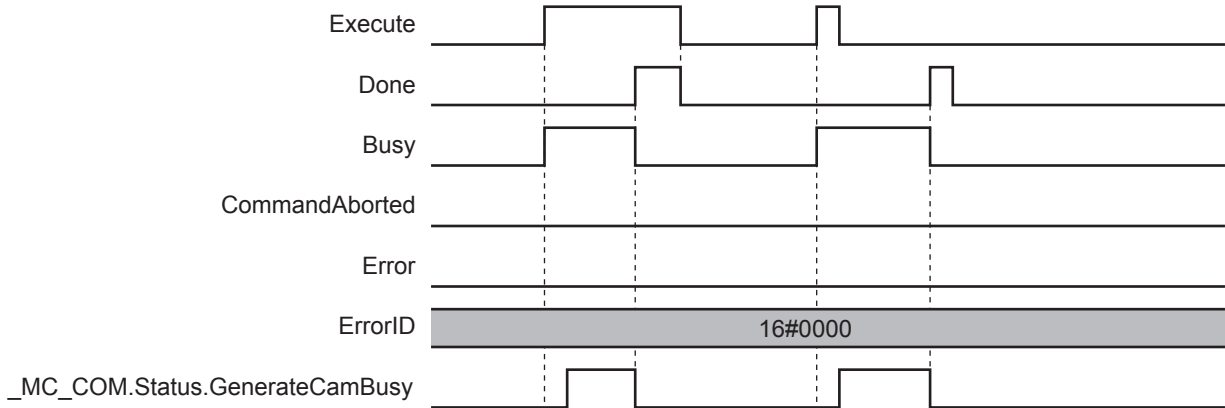 Execute
Done
Busy
CommandAborted
Error
ErrorID
16#0000
_MC_COM.Status.GenerateCamBusy